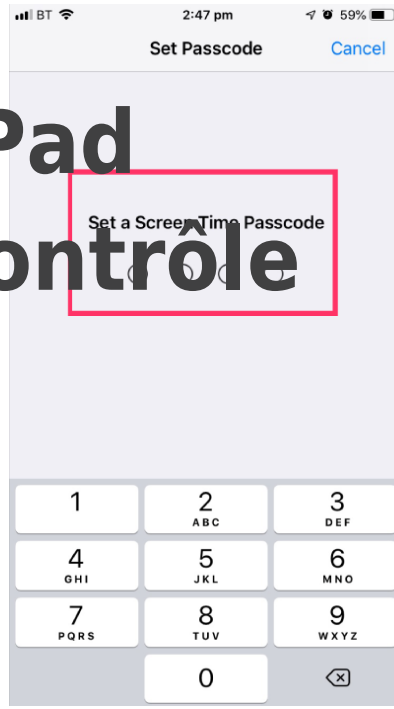 BT 2:47 pm 59%
Set Passcode Cancel
Pad
Set a Screen Time Passcode
ontrôle
1 2 3
ABC DEF
4 5 6
GHI JKL MNO
7 8 9
PQRS TUV WXYZ
0